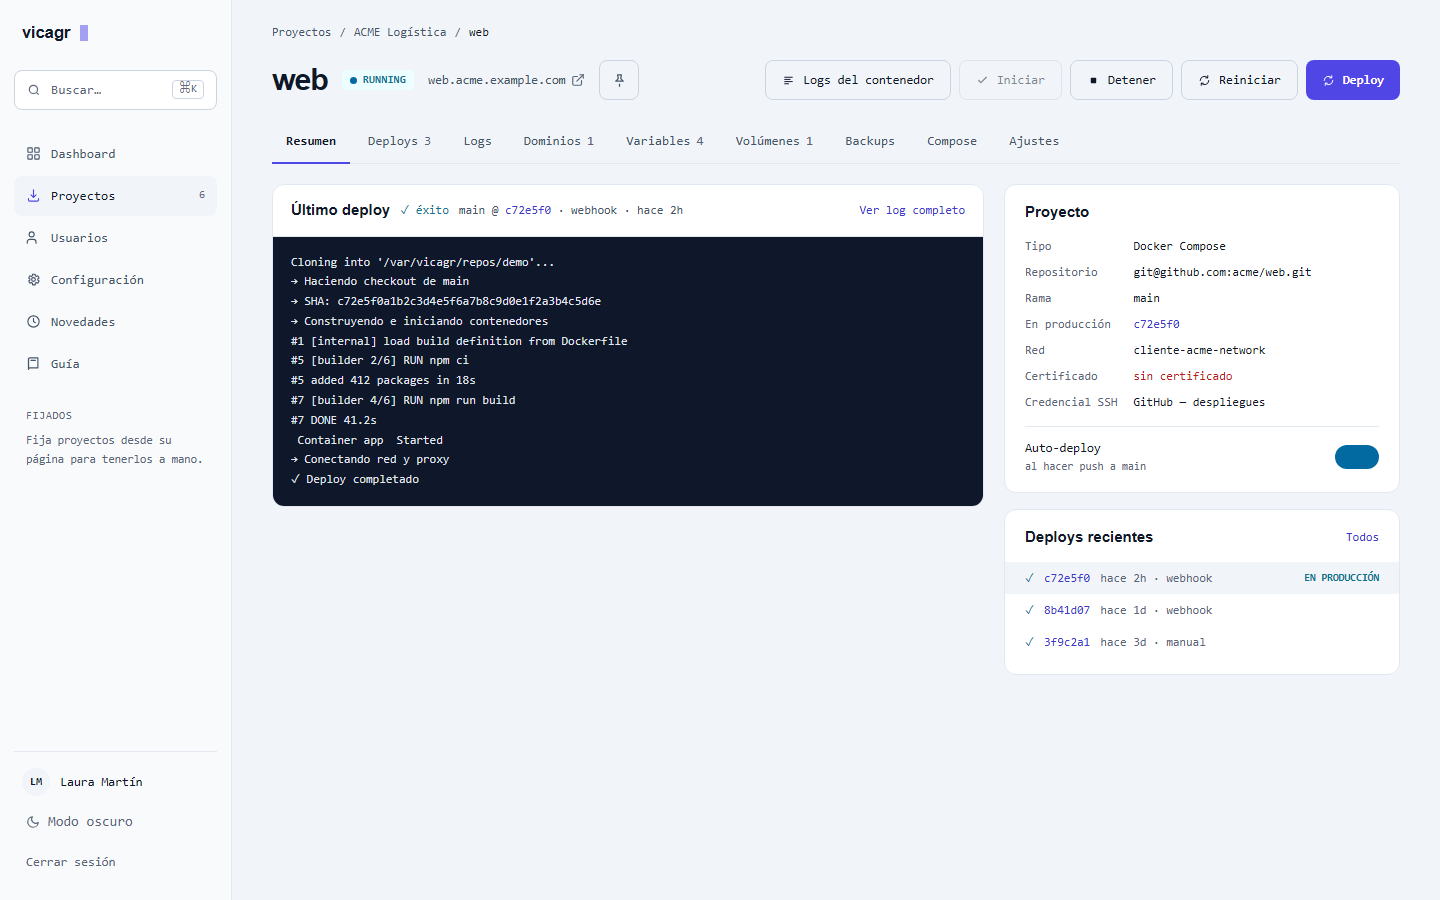 vicagr
Buscar…
⌘K
Dashboard
Proyectos 6
Usuarios
Configuración
Novedades
Guía
FIJADOS
Fija proyectos desde su
página para tenerlos a mano.
LM Laura Martín
Modo oscuro
Cerrar sesión
Proyectos / ACME Logística / web
web RUNNING web.acme.example.com
Logs del contenedor Iniciar Detener Reiniciar Deploy
Resumen Deploys 3 Logs Dominios 1 Variables 4 Volúmenes 1 Backups Compose Ajustes
Último deploy ✓ éxito main @ c72e5f0 · webhook · hace 2h Ver log completo
Cloning into '/var/vicagr/repos/demo'...
→ Haciendo checkout de main
→ SHA: c72e5f0a1b2c3d4e5f6a7b8c9d0e1f2a3b4c5d6e
→ Construyendo e iniciando contenedores
#1 [internal] load build definition from Dockerfile
#5 [builder 2/6] RUN npm ci
#5 added 412 packages in 18s
#7 [builder 4/6] RUN npm run build
#7 DONE 41.2s
Container app  Started
→ Conectando red y proxy
✓ Deploy completado
Proyecto
Tipo Docker Compose
Repositorio git@github.com:acme/web.git
Rama main
En producción c72e5f0
Red cliente-acme-network
Certificado sin certificado
Credencial SSH GitHub — despliegues
Auto-deploy
al hacer push a main
Deploys recientes Todos
✓ c72e5f0 hace 2h · webhook EN PRODUCCIÓN
✓ 8b41d07 hace 1d · webhook
✓ 3f9c2a1 hace 3d · manual